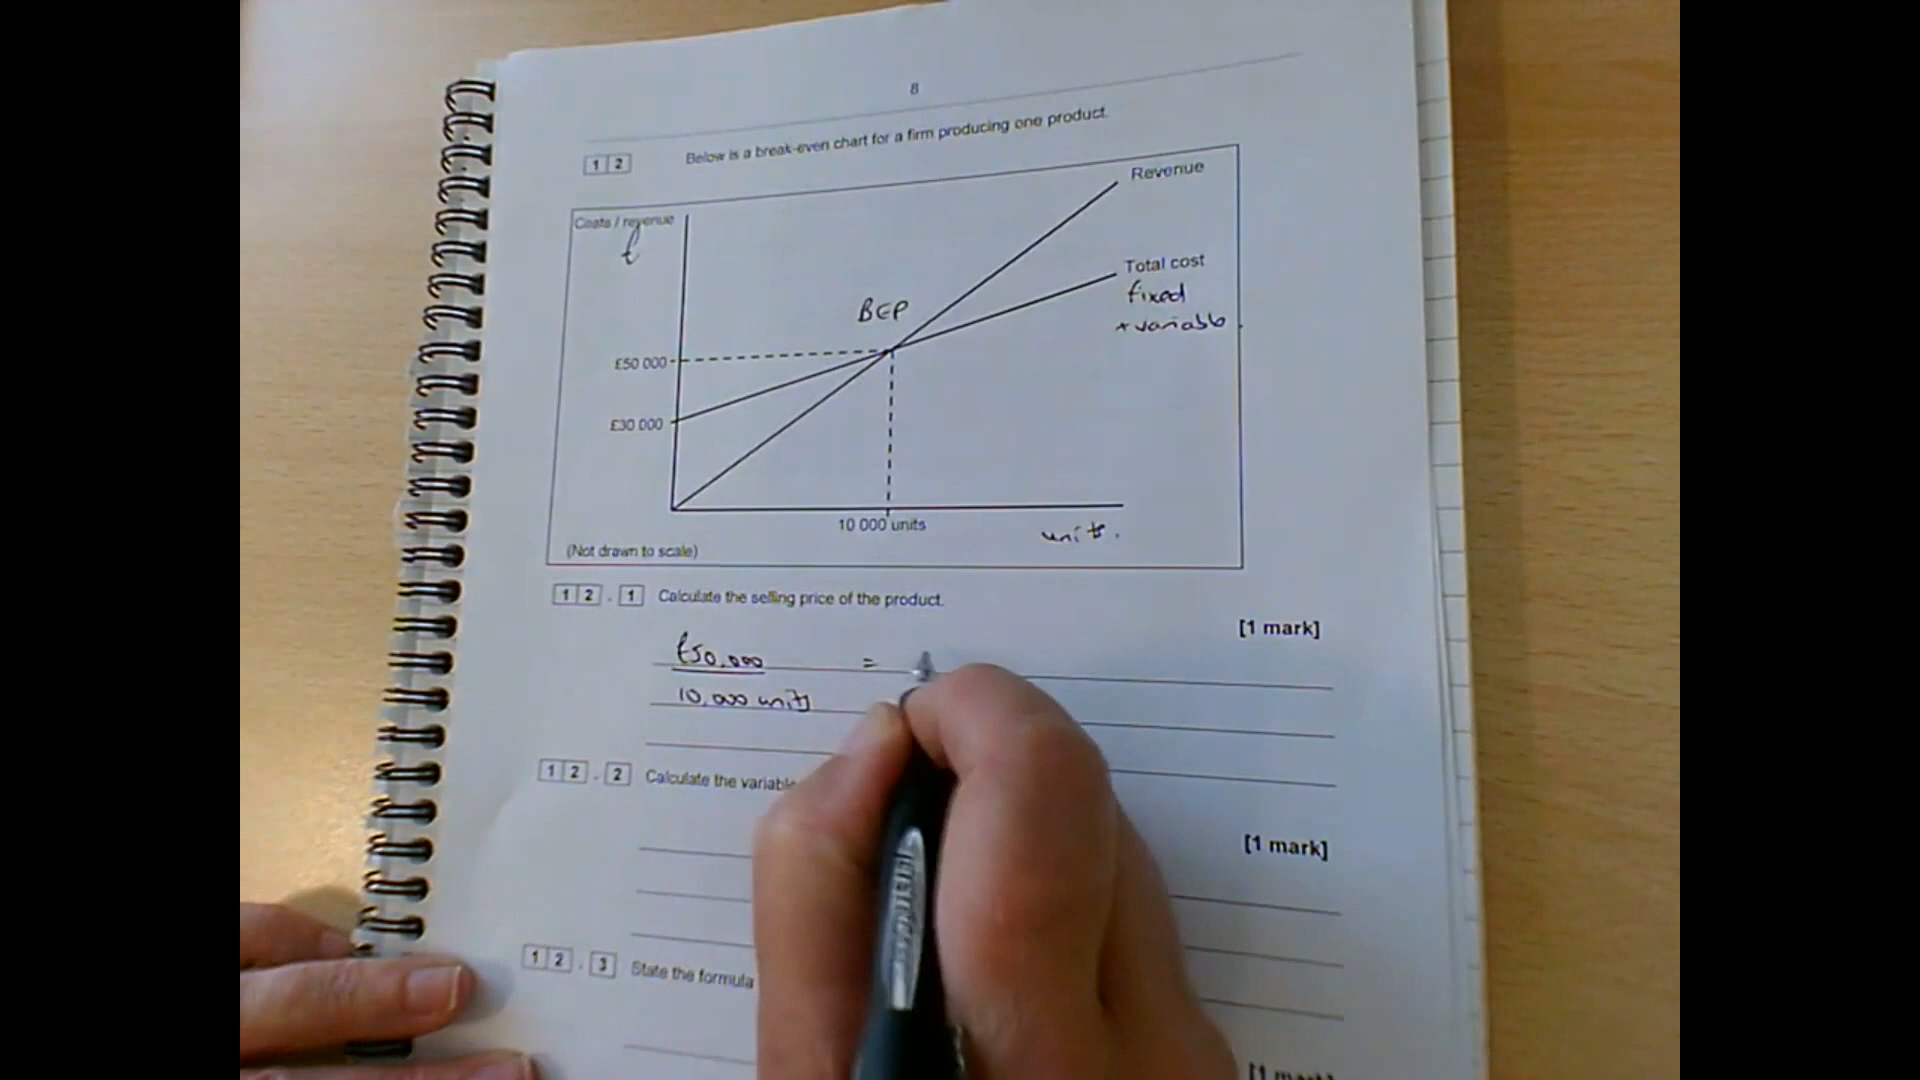 8
1 2 Below is a break-even chart for a firm producing one product.
Revenue
Costs / revenue
£
Total cost
fixed
+ variable
BEP
£50 000
£30 000
10 000 units
units.
(Not drawn to scale)
1 2 . 1 Calculate the selling price of the product.
[1 mark]
£50,000 =
10,000 units
1 2 . 2 Calculate the variable
[1 mark]
1 2 . 3 State the formula
[1 mark]